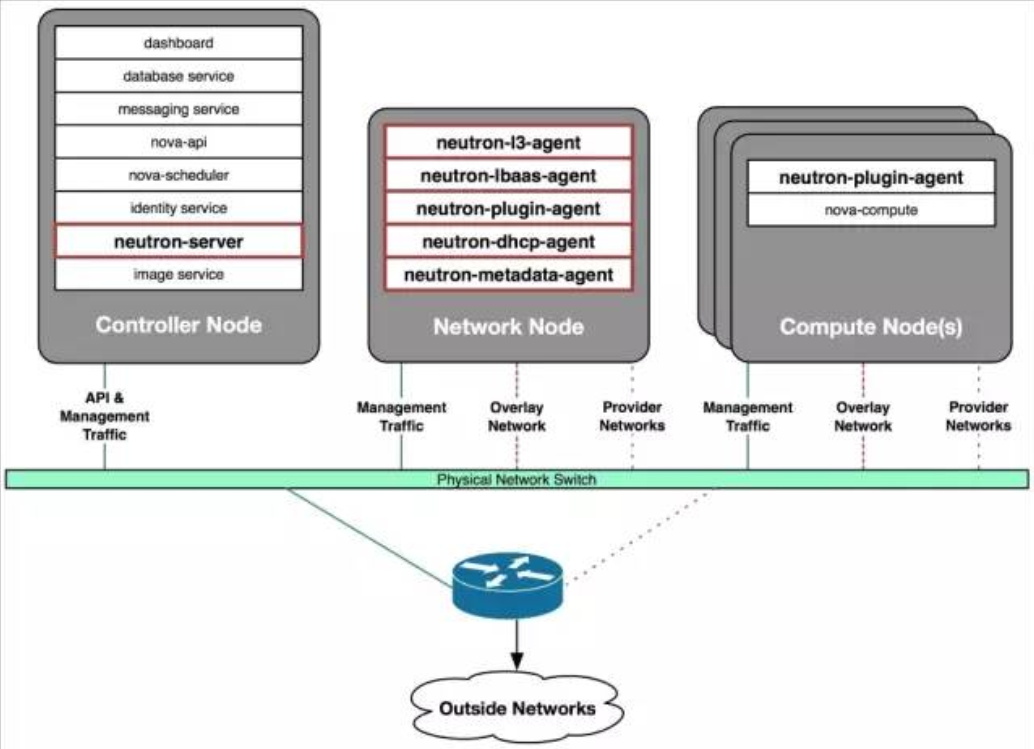 dashboard
database service
messaging service
nova-api
nova-scheduler
identity service
neutron-server
image service
Controller Node
neutron-l3-agent
neutron-lbaas-agent
neutron-plugin-agent
neutron-dhcp-agent
neutron-metadata-agent
Network Node
neutron-plugin-agent
nova-compute
Compute Node(s)
API &
Management
Traffic
Management
Traffic
Overlay
Network
Provider
Networks
Management
Traffic
Overlay
Network
Provider
Networks
Physical Network Switch
Outside Networks